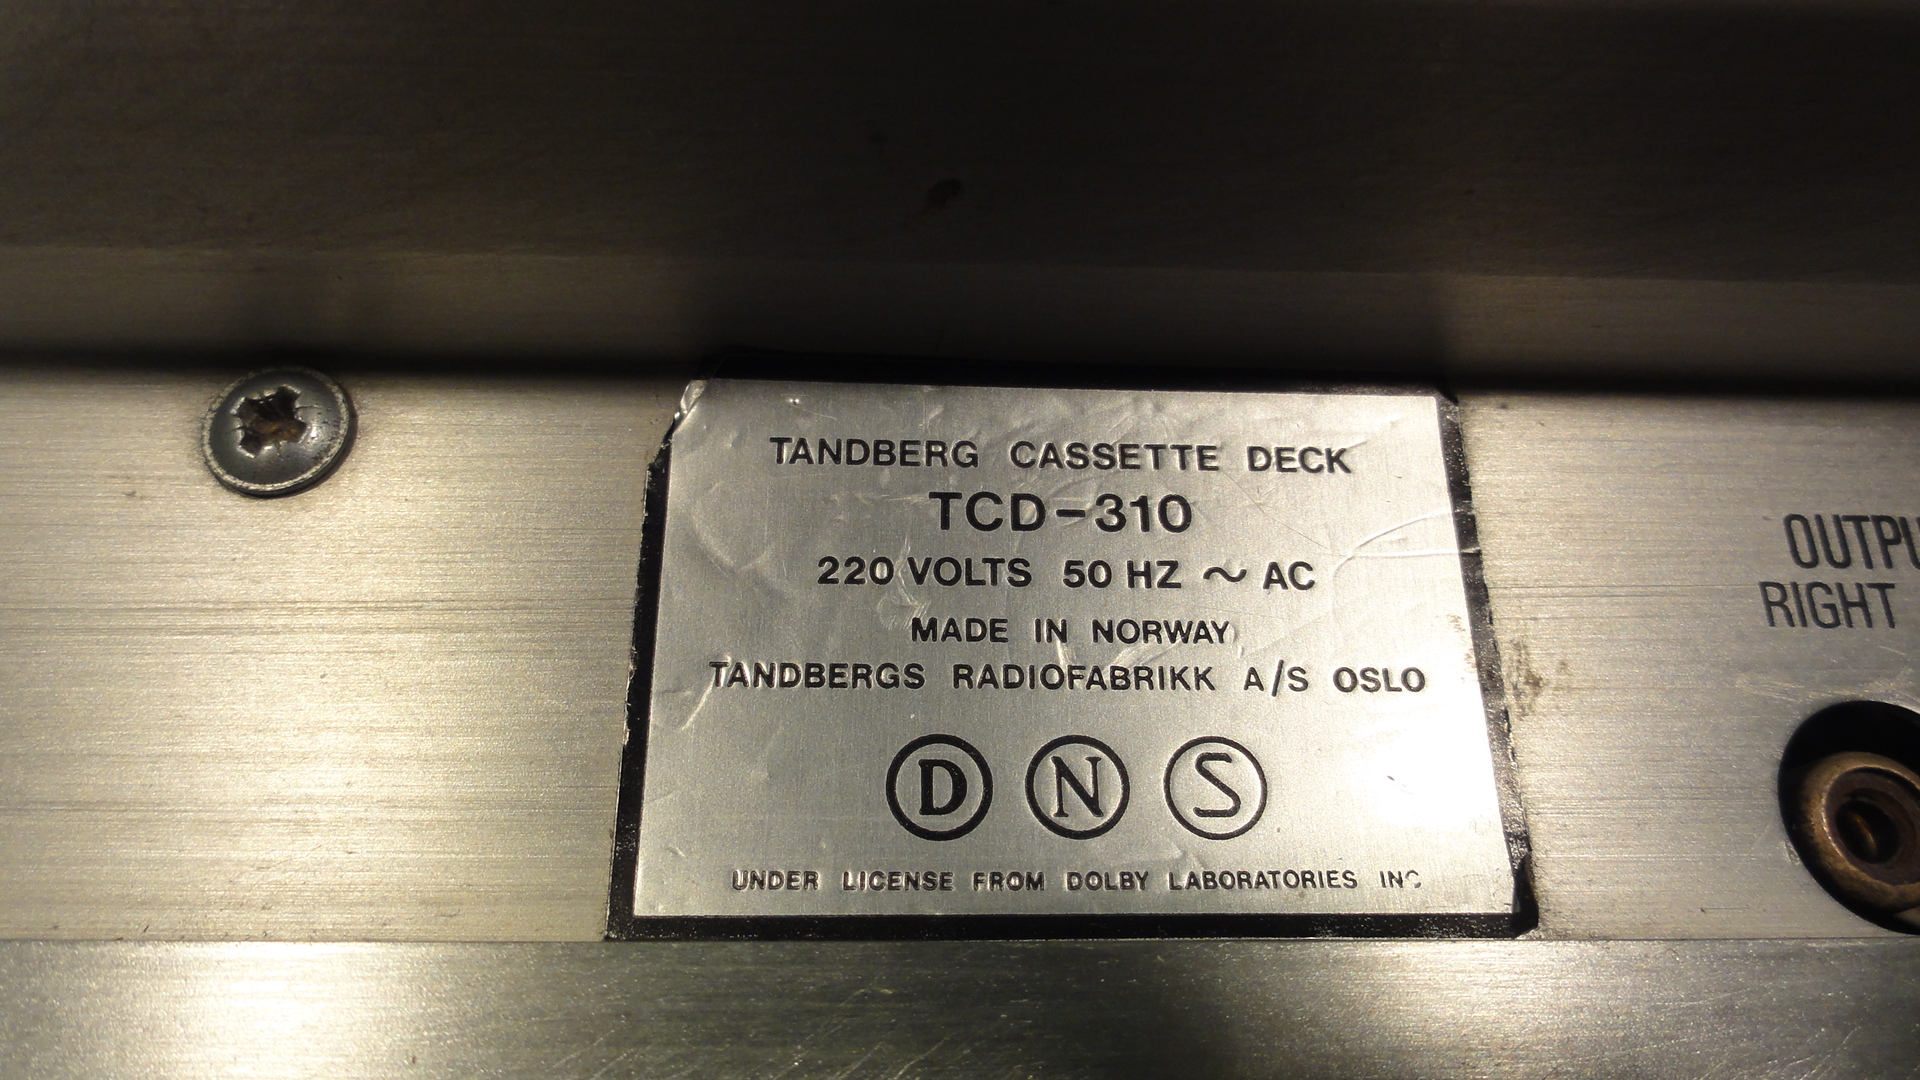 TANDBERG CASSETTE DECK
TCD-310
220 VOLTS 50 HZ ~ AC
MADE IN NORWAY
TANDBERGS RADIOFABRIKK A/S OSLO
D N S
UNDER LICENSE FROM DOLBY LABORATORIES INC
RIGHT